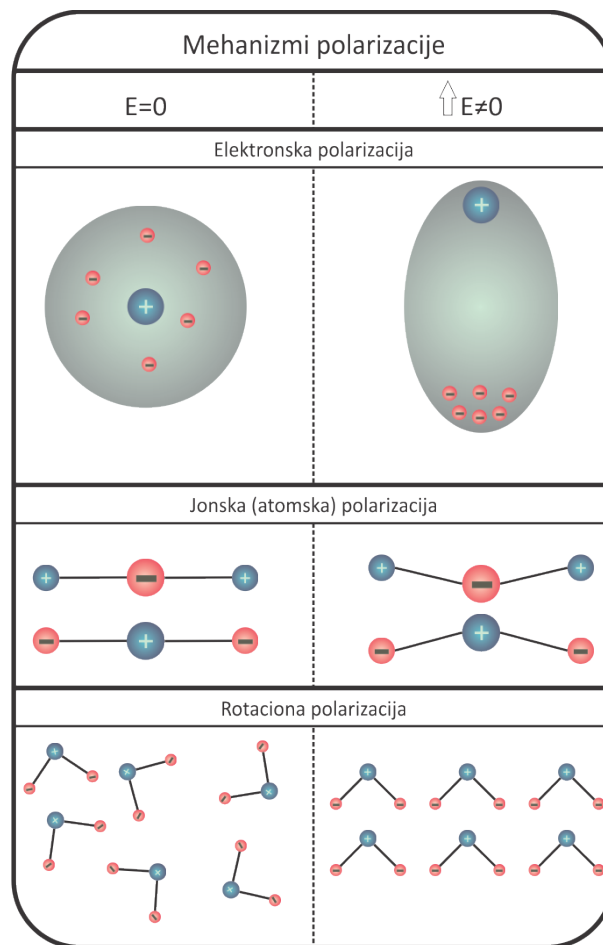 Mehanizmi polarizacije
E=0
E≠0
Elektronska polarizacija
Jonska (atomska) polarizacija
Rotaciona polarizacija